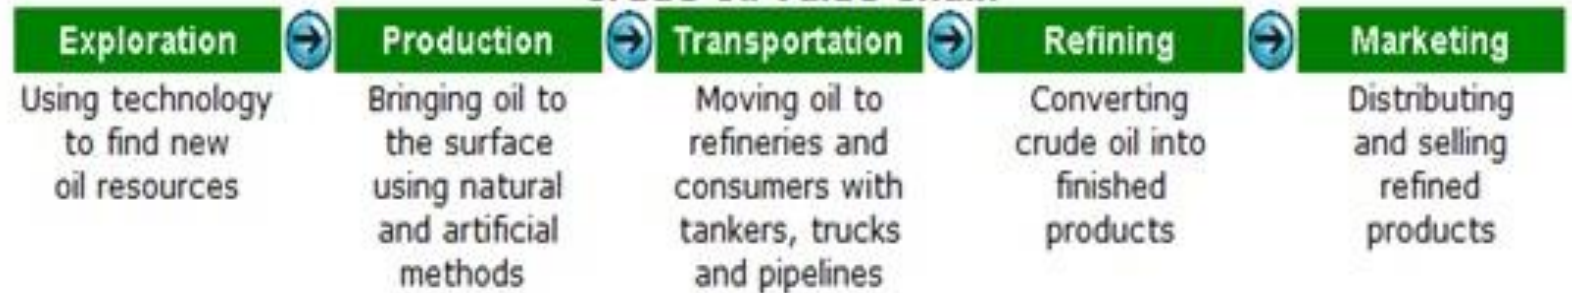 Exploration
Production
Transportation
Refining
Marketing
Using technology
to find new
oil resources
Bringing oil to
the surface
using natural
and artificial
methods
Moving oil to
refineries and
consumers with
tankers, trucks
and pipelines
Converting
crude oil into
finished
products
Distributing
and selling
refined
products